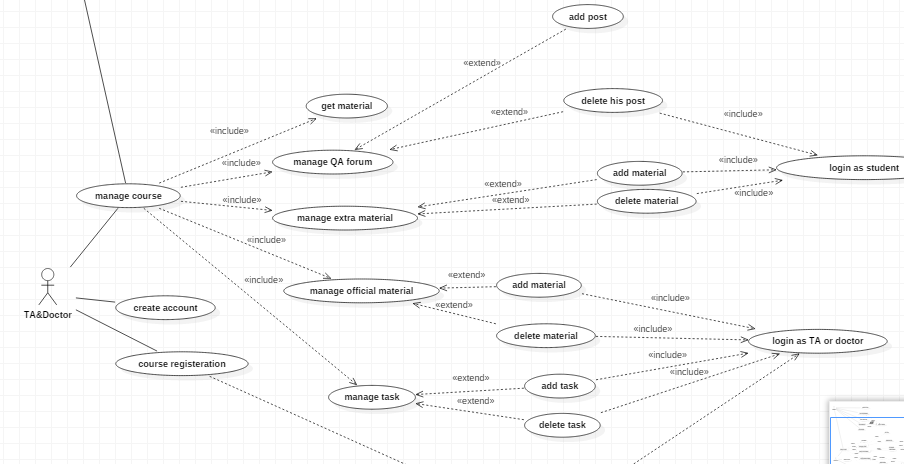 add post
«extend»
delete his post
get material
«extend»
«include»
«include»
manage QA forum
«include»
«include»
login as student
add material
«extend»
manage course
«include»
«extend»
delete material
«include»
manage extra material
«include»
«extend»
add material
«include»
manage official material
«include»
«extend»
create account
TA&Doctor
delete material
«include»
login as TA or doctor
«include»
course registeration
«include»
«extend»
add task
manage task
«extend»
delete task